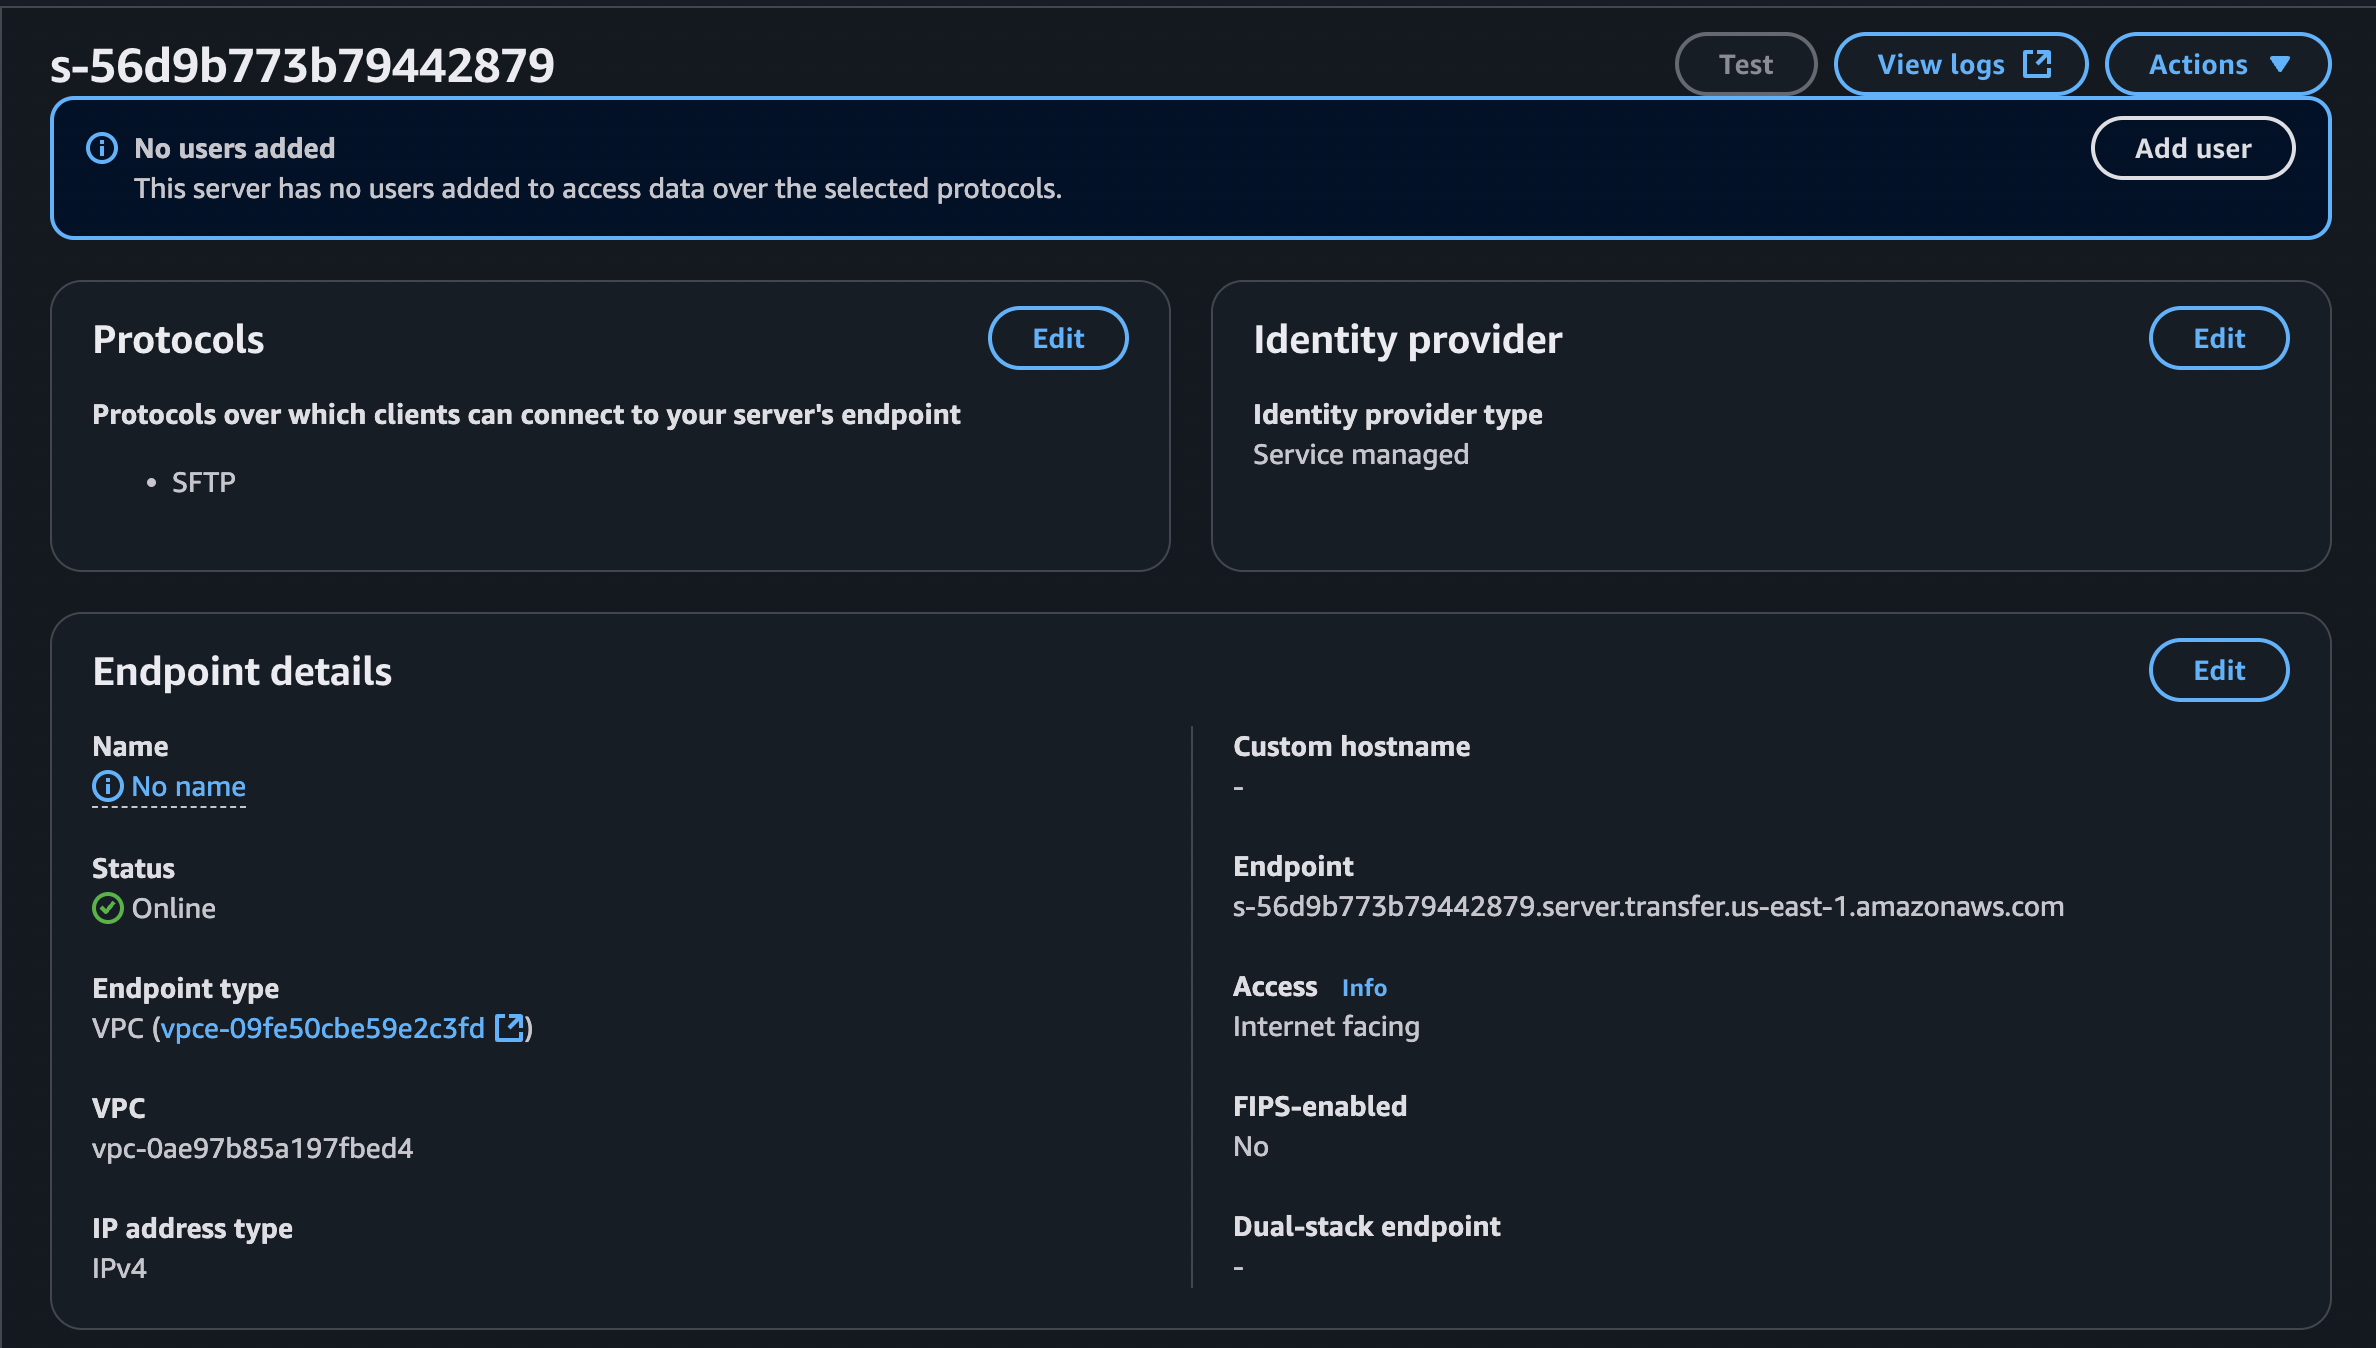 s-56d9b773b79442879
Test
View logs
Actions
No users added
This server has no users added to access data over the selected protocols.
Add user
Protocols
Edit
Protocols over which clients can connect to your server's endpoint
• SFTP
Identity provider
Edit
Identity provider type
Service managed
Endpoint details
Edit
Name
No name
Status
Online
Endpoint type
VPC (vpce-09fe50cbe59e2c3fd)
VPC
vpc-0ae97b85a197fbed4
IP address type
IPv4
Custom hostname
-
Endpoint
s-56d9b773b79442879.server.transfer.us-east-1.amazonaws.com
Access Info
Internet facing
FIPS-enabled
No
Dual-stack endpoint
-